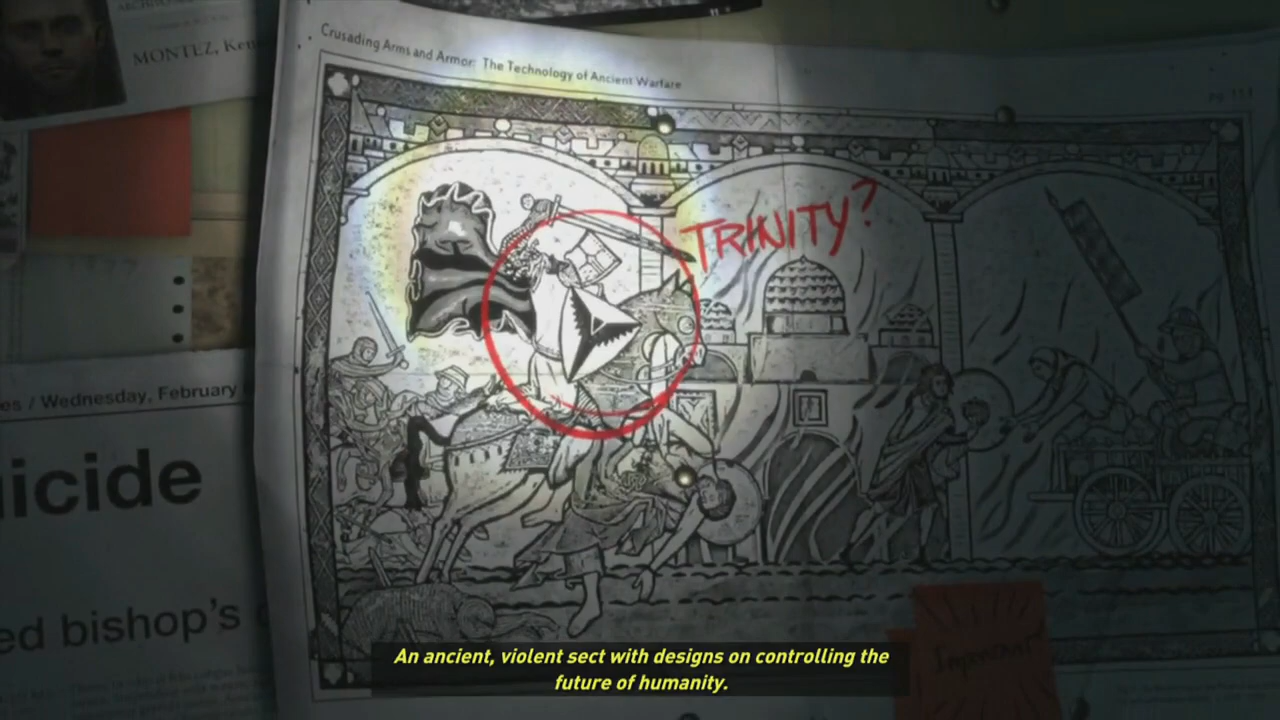 MONTEZ, Ken
Crusading Arms and Armor: The Technology of Ancient Warfare
TRINITY?
es / Wednesday, February
icide
ed bishop's
Important
An ancient, violent sect with designs on controlling the
future of humanity.